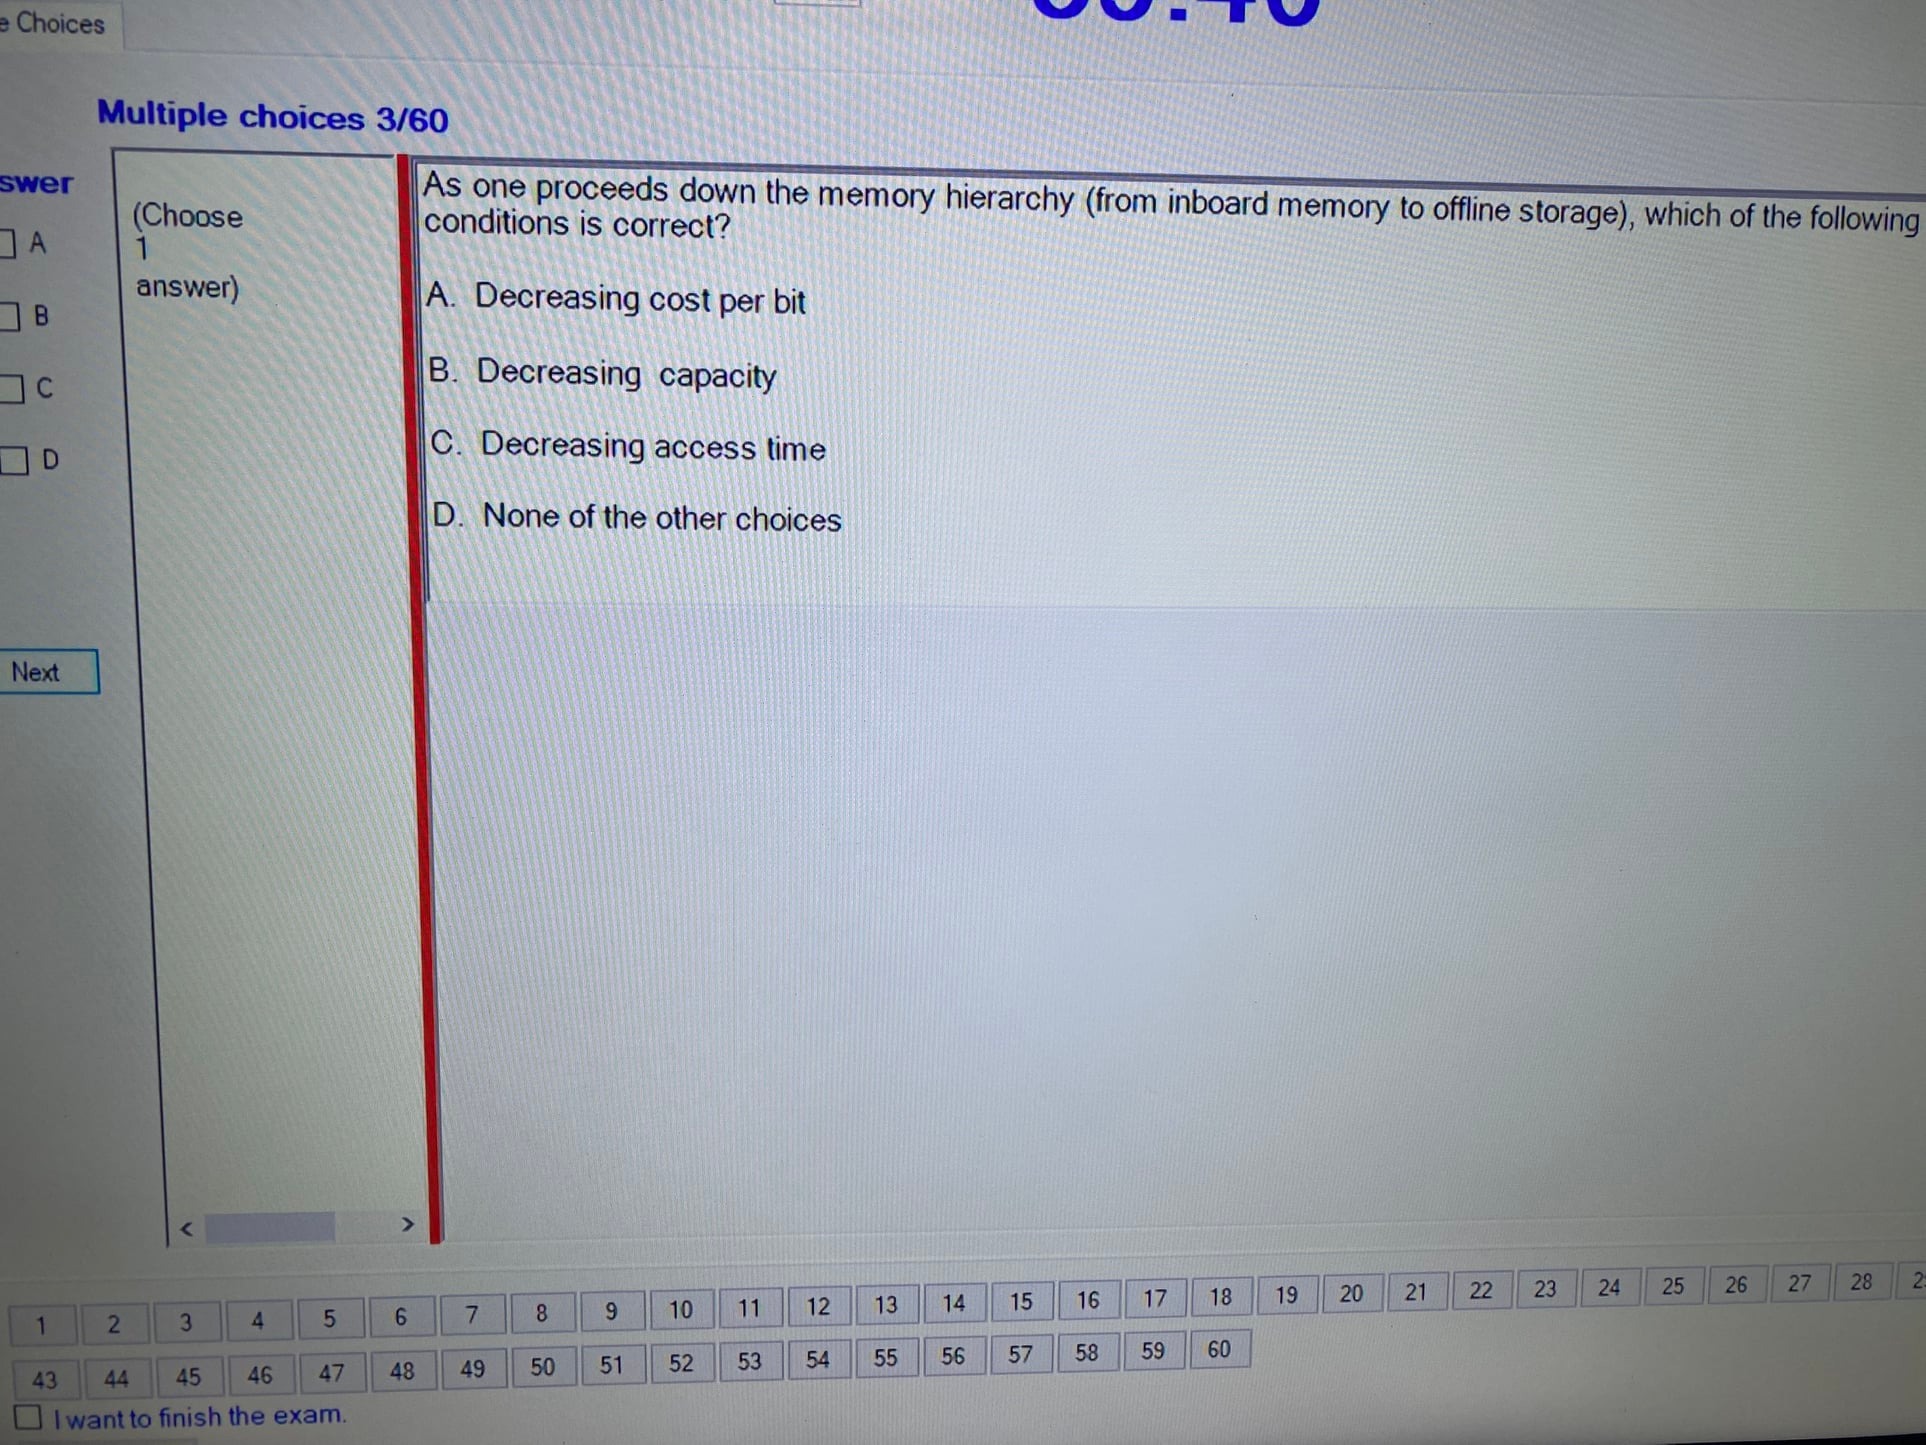 e Choices
Multiple choices 3/60
swer
A
B
C
D
Next
(Choose
1
answer)
As one proceeds down the memory hierarchy (from inboard memory to offline storage), which of the following
conditions is correct?
A. Decreasing cost per bit
B. Decreasing capacity
C. Decreasing access time
D. None of the other choices
< >
1 2 3 4 5 6 7 8 9 10 11 12 13 14 15 16 17 18 19 20 21 22 23 24 25 26 27 28
43 44 45 46 47 48 49 50 51 52 53 54 55 56 57 58 59 60
I want to finish the exam.